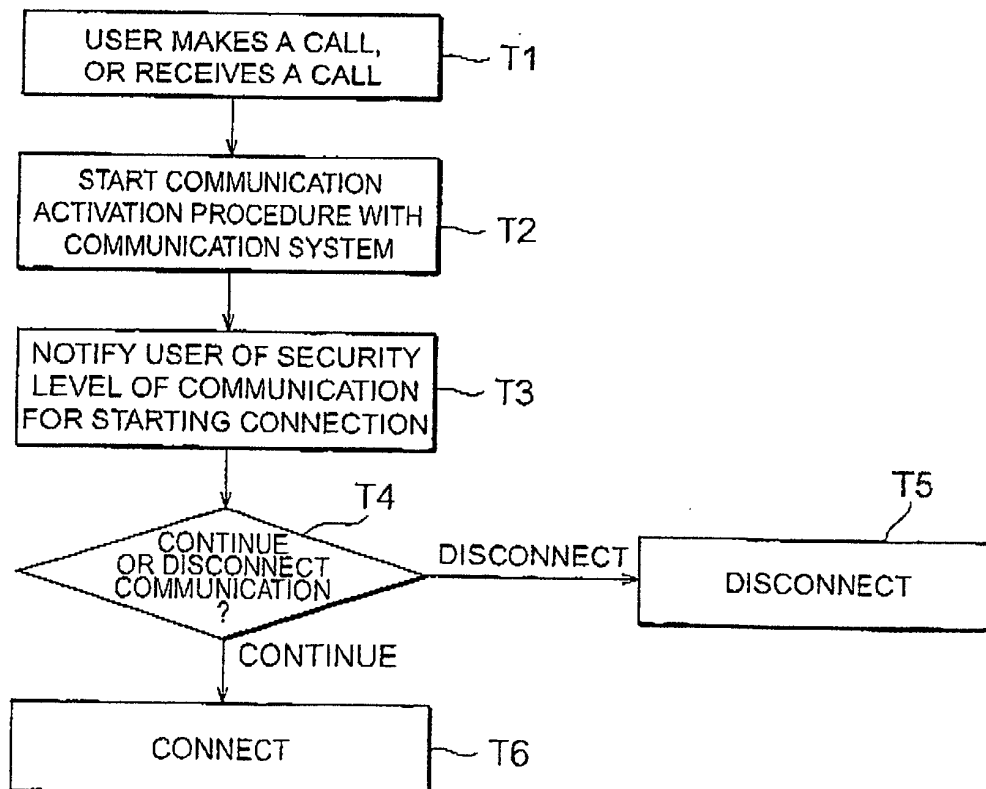 USER MAKES A CALL,
OR RECEIVES A CALL
T1
START COMMUNICATION
ACTIVATION PROCEDURE WITH
COMMUNICATION SYSTEM
T2
NOTIFY USER OF SECURITY
LEVEL OF COMMUNICATION
FOR STARTING CONNECTION
T3
T4
CONTINUE
OR DISCONNECT
COMMUNICATION
?
DISCONNECT
T5
DISCONNECT
CONTINUE
CONNECT
T6